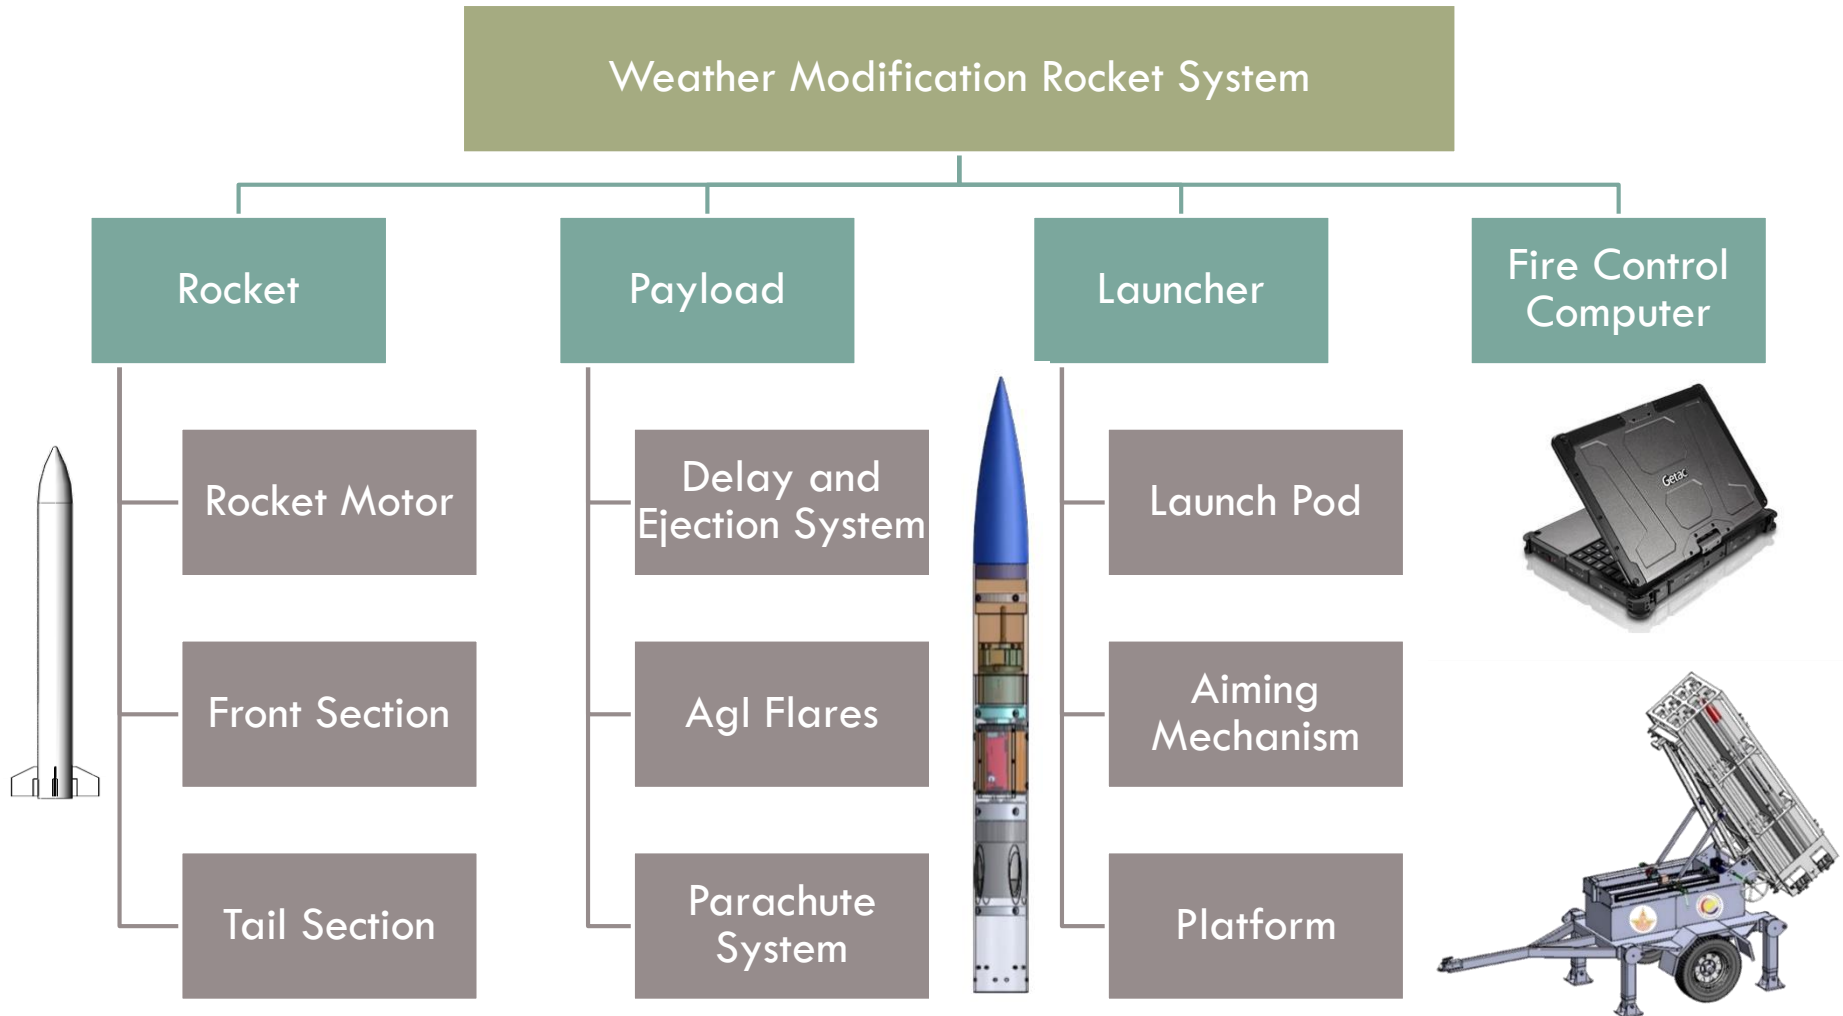 Weather Modification Rocket System
Rocket
Payload
Launcher
Fire Control
Computer
Rocket Motor
Front Section
Tail Section
Delay and
Ejection System
AgI Flares
Parachute
System
Launch Pod
Aiming
Mechanism
Platform
Getac